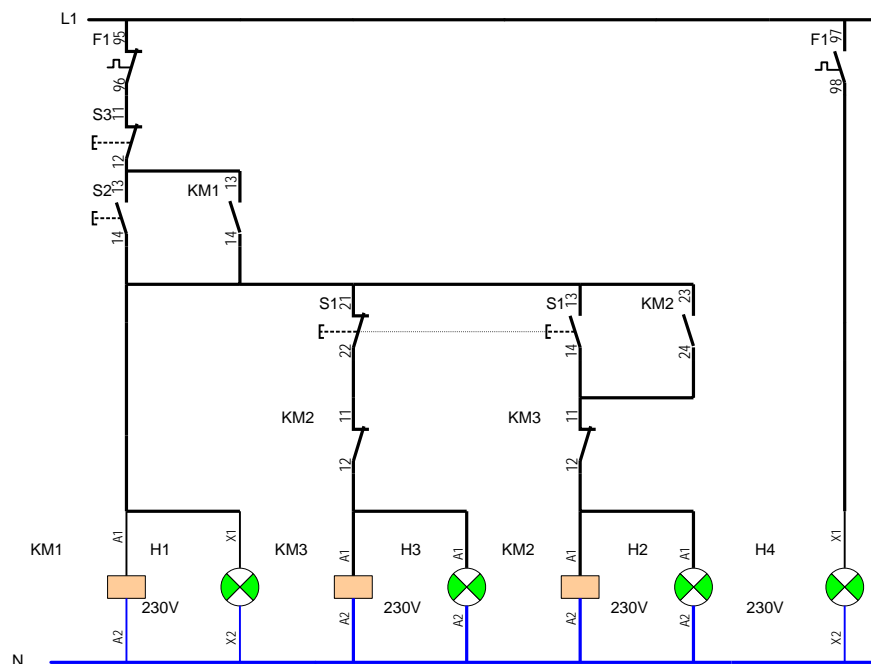 L1
F1 95 F1 97
96 98
S3 11
12
S2 13 KM1 13
14 14
S1 21 S1 13 KM2 23
22 14 24
KM2 11 KM3 11
12 12
KM1 A1 H1 X1 KM3 A1 H3 A1 KM2 A1 H2 A1 H4 X1
230V 230V 230V 230V
A2 X2 A2 A2 A2 A2 X2
N